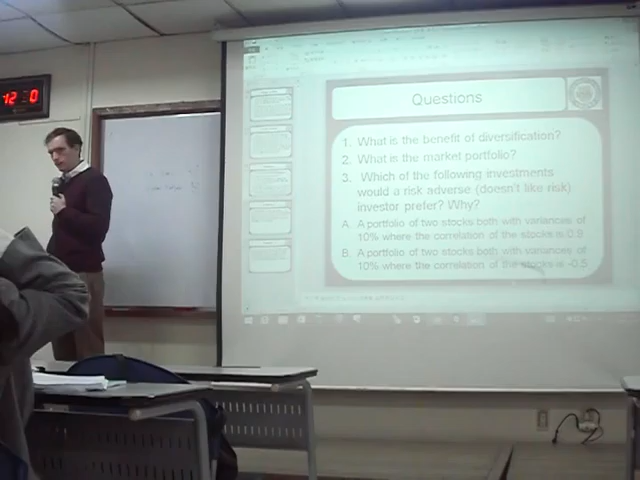 12 0
Questions
1. What is the benefit of diversification?
2. What is the market portfolio?
3. Which of the following investments
would a risk adverse (doesn't like risk)
investor prefer? Why?
A. A portfolio of two stocks both with variances of
10% where the correlation of the stocks is 0.9
B. A portfolio of two stocks both with variances of
10% where the correlation of the stocks is -0.5